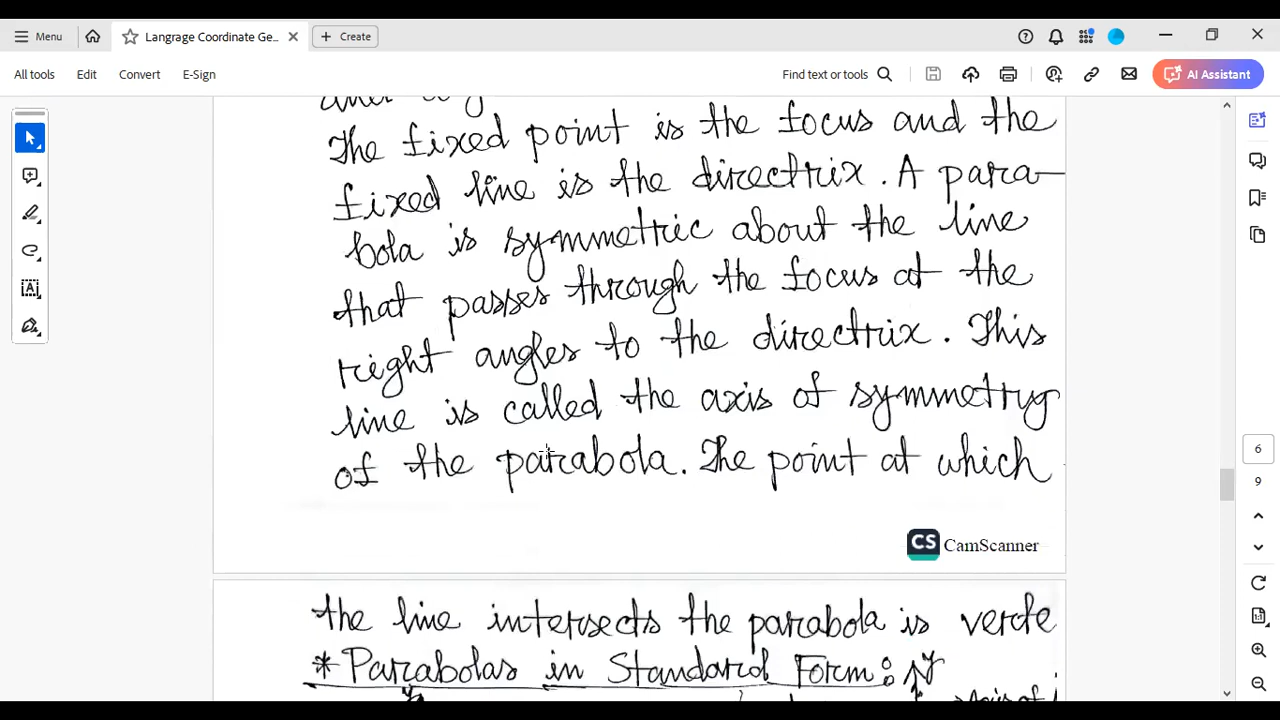 Menu
Langrage Coordinate Ge...
Create
All tools
Edit
Convert
E-Sign
Find text or tools
AI Assistant
The fixed point is the focus and the
fixed line is the directrix. A para-
bola is symmetric about the line
that passes through the focus at the
right angles to the directrix. This
line is called the axis of symmetry
of the parabola. The point at which
CS CamScanner
6
9
the line intersects the parabola is verte
* Parabolas in Standard Form: y